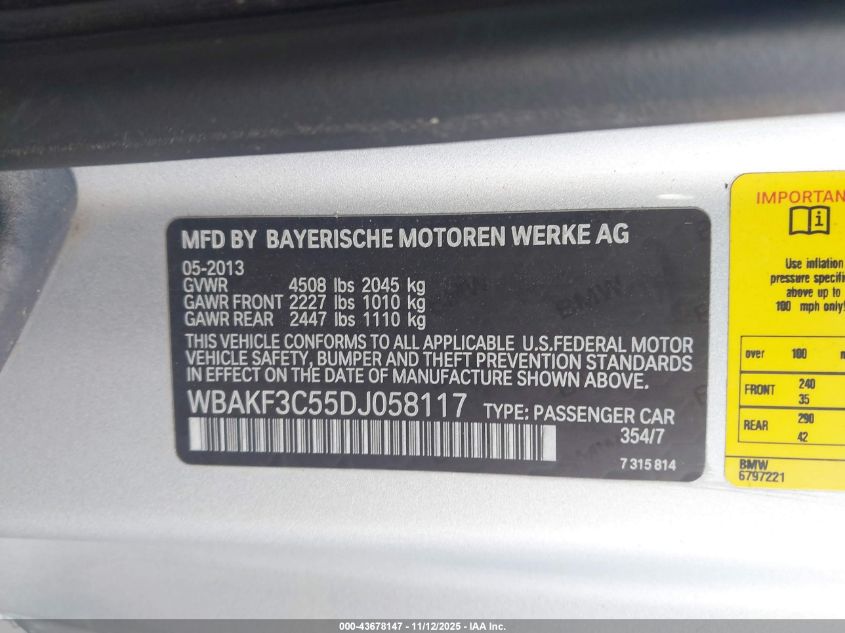 MFD BY BAYERISCHE MOTOREN WERKE AG
05-2013
GVWR 4508 lbs 2045 kg
GAWR FRONT 2227 lbs 1010 kg
GAWR REAR 2447 lbs 1110 kg
THIS VEHICLE CONFORMS TO ALL APPLICABLE U.S.FEDERAL MOTOR
VEHICLE SAFETY, BUMPER AND THEFT PREVENTION STANDARDS
IN EFFECT ON THE DATE OF MANUFACTURE SHOWN ABOVE.
WBAKF3C55DJ058117 TYPE: PASSENGER CAR
354/7
7 315 814
IMPORTAN
i
Use inflation
pressure specifi
above up to
100 mph only!
over 100
FRONT 240
35
REAR 290
42
BMW
6797221
000-43678147 - 11/12/2025 - IAA Inc.